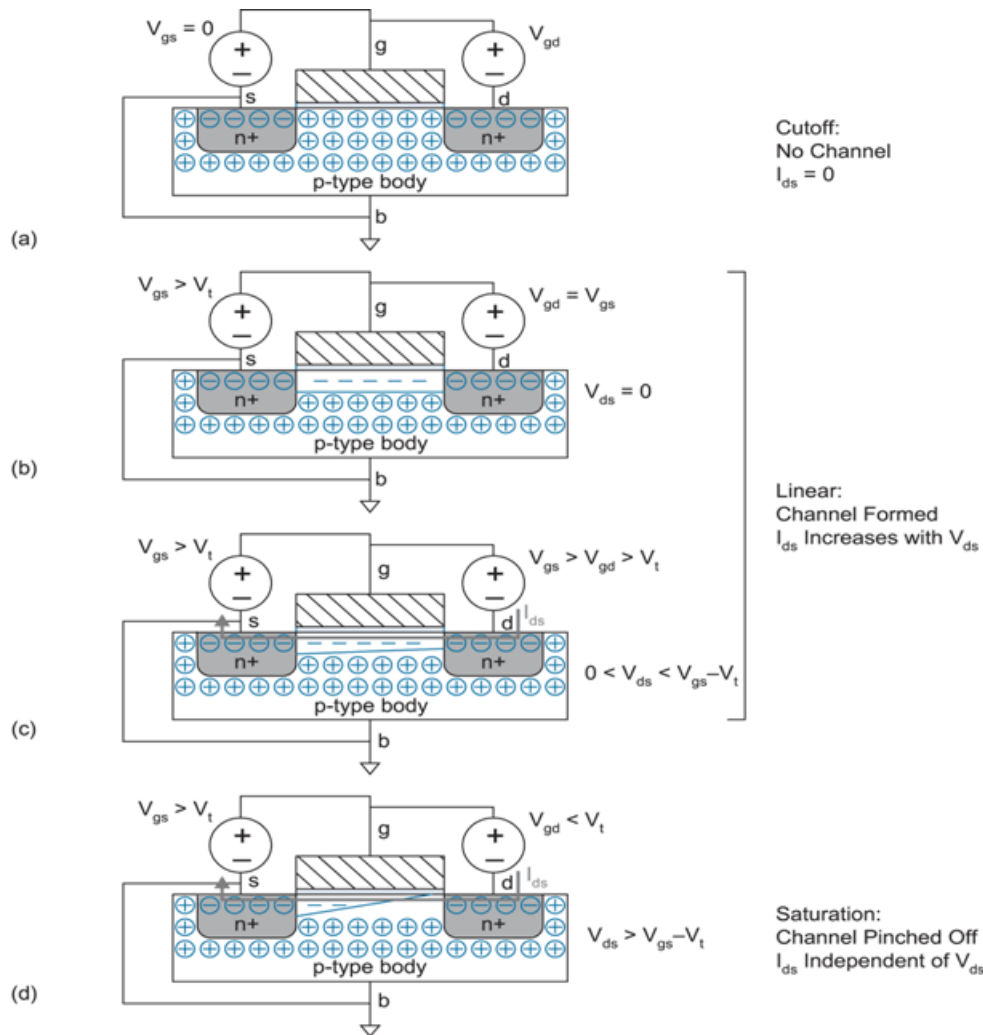 V_gs = 0
+
−
g
+
−
V_gd
s
d
n+
n+
p-type body
b
Cutoff:
No Channel
I_ds = 0
(a)
V_gs > V_t
+
−
g
+
−
V_gd = V_gs
s
d
n+
n+
p-type body
b
V_ds = 0
(b)
Linear:
Channel Formed
I_ds Increases with V_ds
V_gs > V_t
+
−
g
+
−
V_gs > V_gd > V_t
s
d
I_ds
n+
n+
p-type body
b
0 < V_ds < V_gs–V_t
(c)
V_gs > V_t
+
−
g
+
−
V_gd < V_t
s
d
I_ds
n+
n+
p-type body
b
V_ds > V_gs–V_t
Saturation:
Channel Pinched Off
I_ds Independent of V_ds
(d)